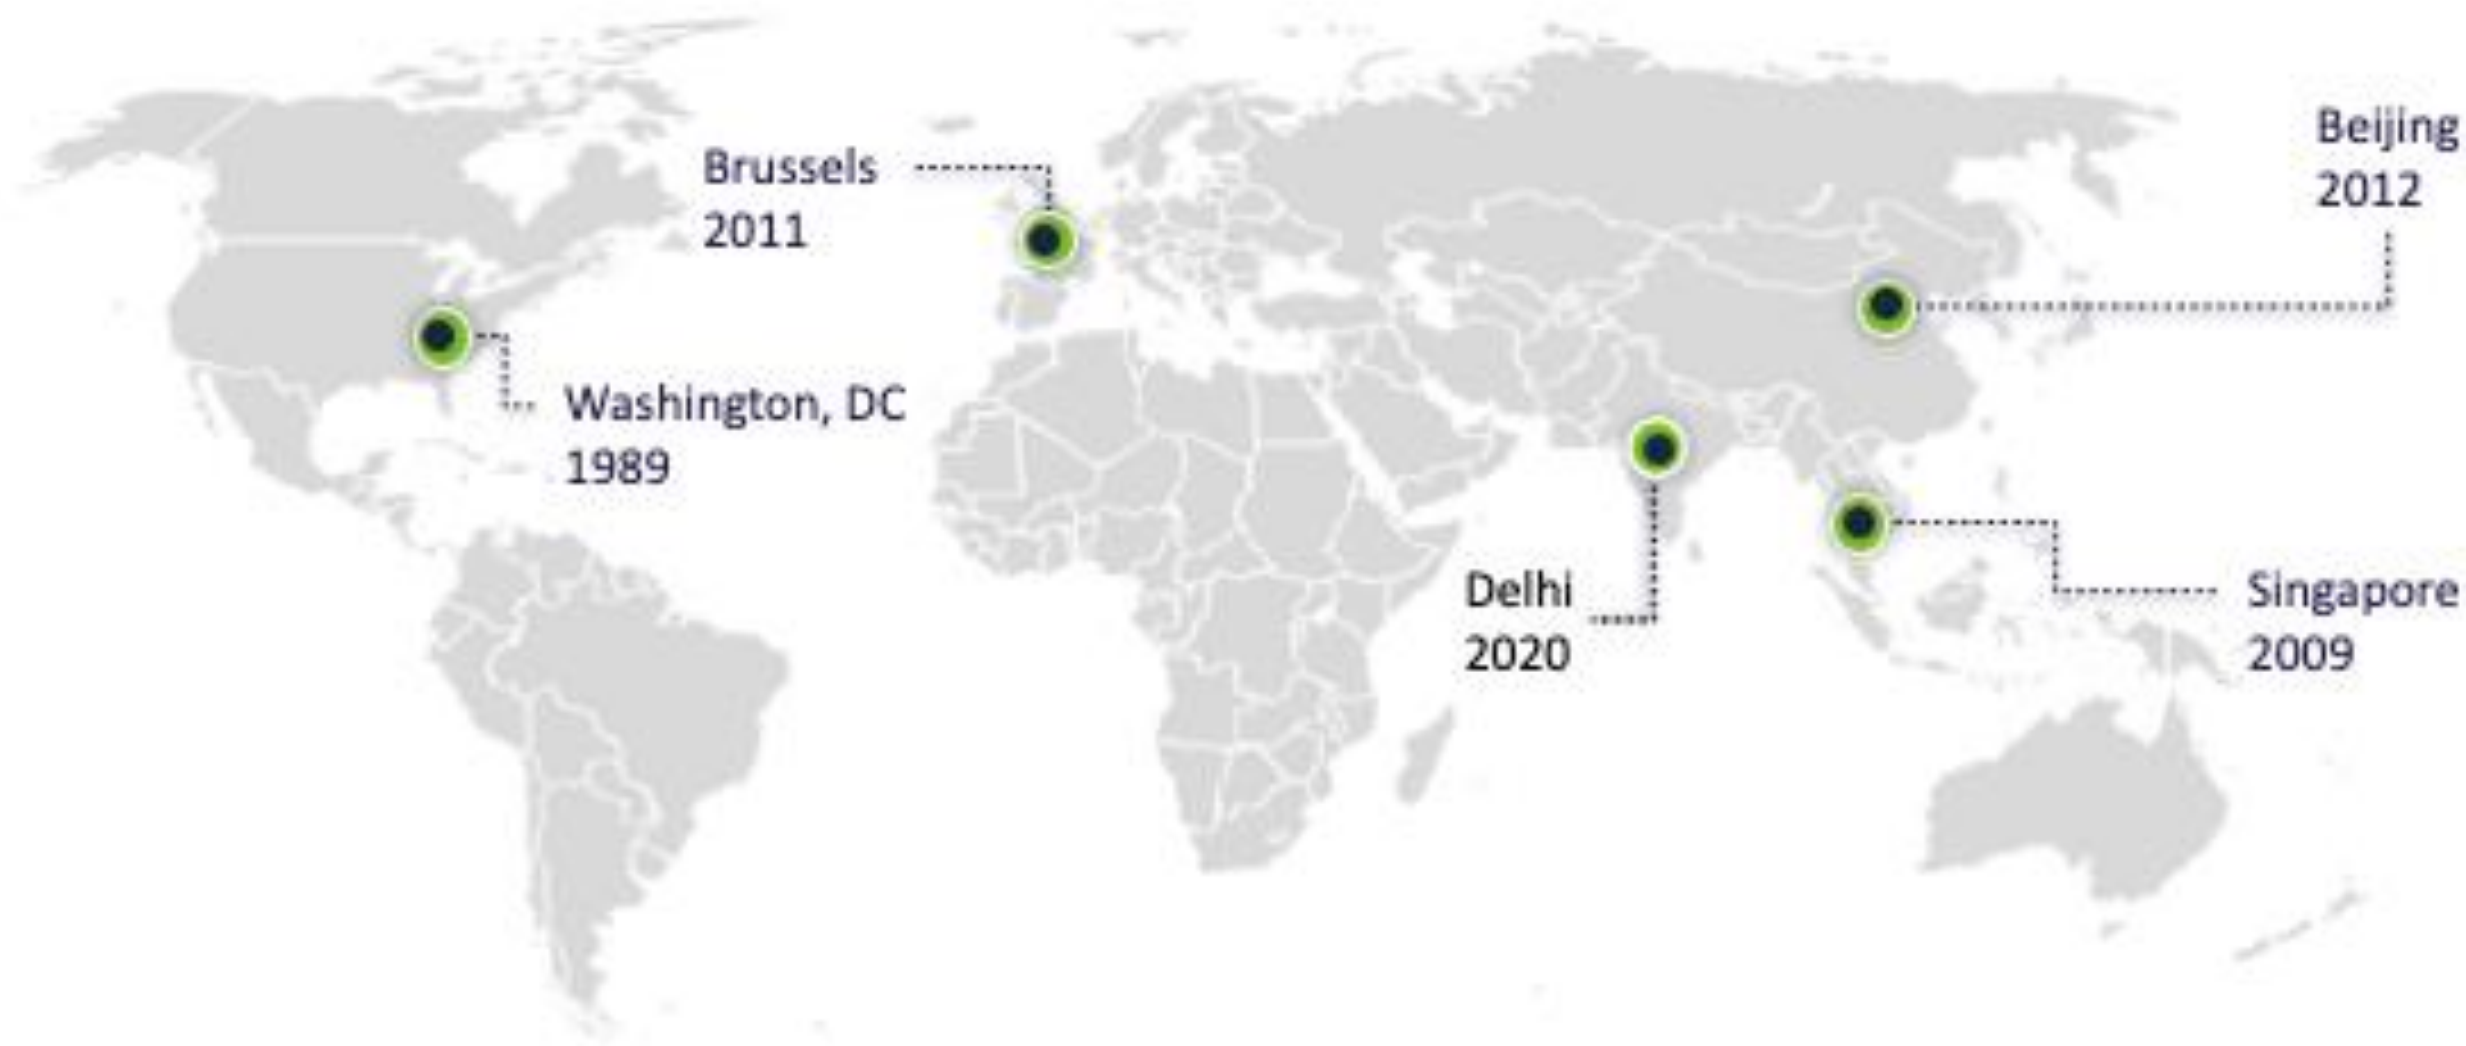 Beijing
2012
Brussels
2011
Washington, DC
1989
Delhi
2020
Singapore
2009